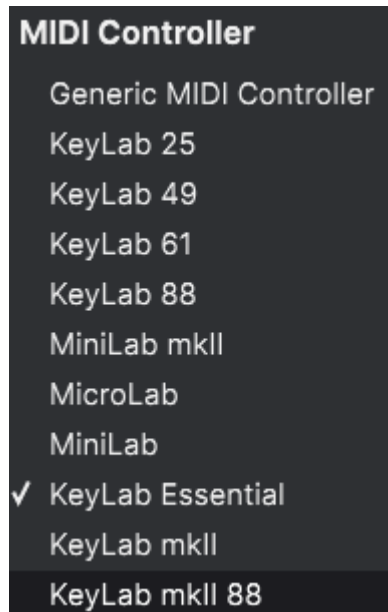 MIDI Controller
Generic MIDI Controller
KeyLab 25
KeyLab 49
KeyLab 61
KeyLab 88
MiniLab mkII
MicroLab
MiniLab
✓ KeyLab Essential
KeyLab mkII
KeyLab mkII 88